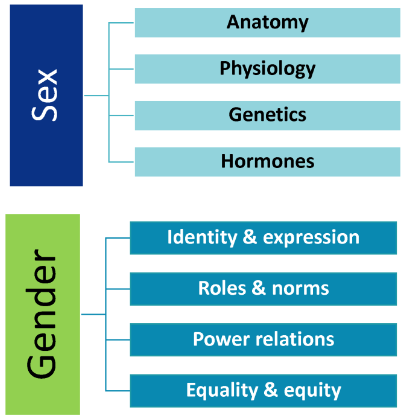 Sex
Anatomy
Physiology
Genetics
Hormones
Gender
Identity & expression
Roles & norms
Power relations
Equality & equity